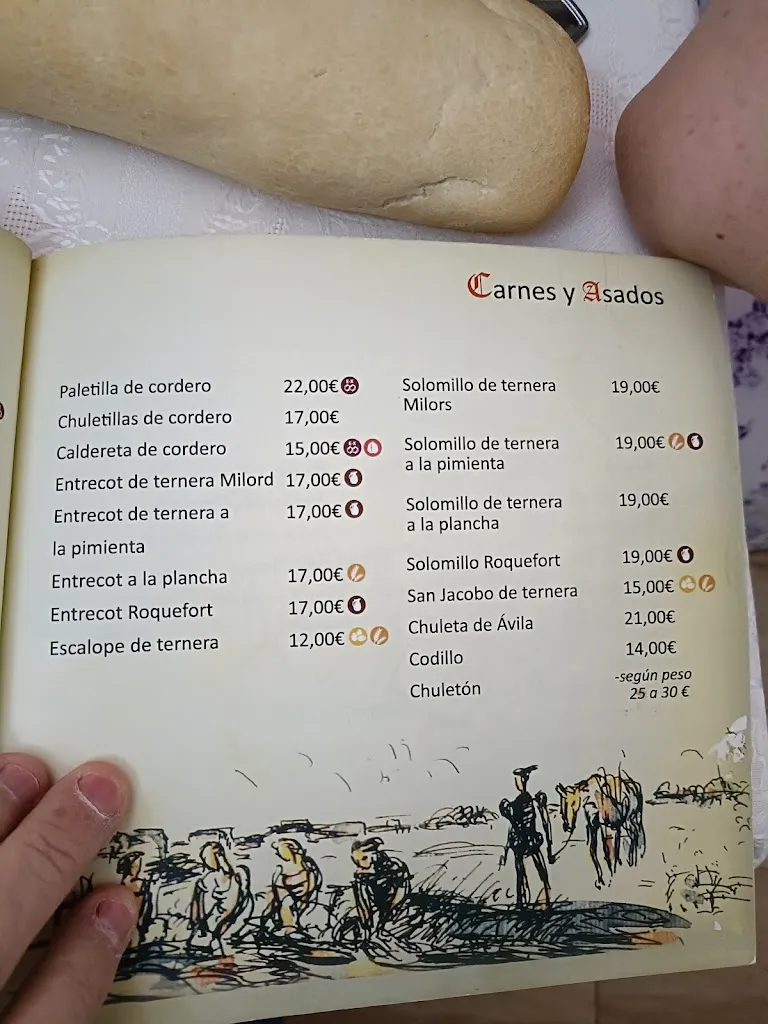 Carnes y Asados
Paletilla de cordero 22,00€
Chuletillas de cordero 17,00€
Caldereta de cordero 15,00€
Entrecot de ternera Milord 17,00€
Entrecot de ternera a 17,00€
la pimienta
Entrecot a la plancha 17,00€
Entrecot Roquefort 17,00€
Escalope de ternera 12,00€
Solomillo de ternera 19,00€
Milors
Solomillo de ternera 19,00€
a la pimienta
Solomillo de ternera 19,00€
a la plancha
Solomillo Roquefort 19,00€
San Jacobo de ternera 15,00€
Chuleta de Ávila 21,00€
Codillo 14,00€
Chuletón -según peso
25 a 30 €